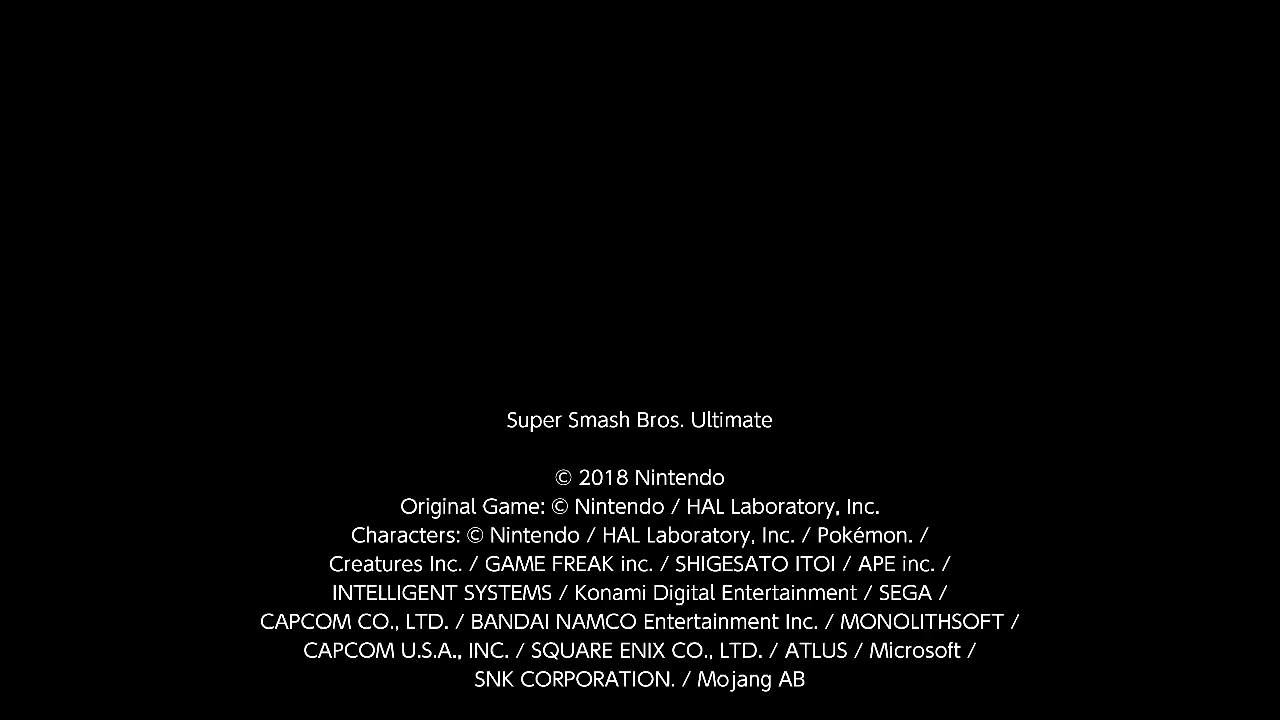 Super Smash Bros. Ultimate
© 2018 Nintendo
Original Game: © Nintendo / HAL Laboratory, Inc.
Characters: © Nintendo / HAL Laboratory, Inc. / Pokémon. /
Creatures Inc. / GAME FREAK inc. / SHIGESATO ITOI / APE inc. /
INTELLIGENT SYSTEMS / Konami Digital Entertainment / SEGA /
CAPCOM CO., LTD. / BANDAI NAMCO Entertainment Inc. / MONOLITHSOFT /
CAPCOM U.S.A., INC. / SQUARE ENIX CO., LTD. / ATLUS / Microsoft /
SNK CORPORATION. / Mojang AB